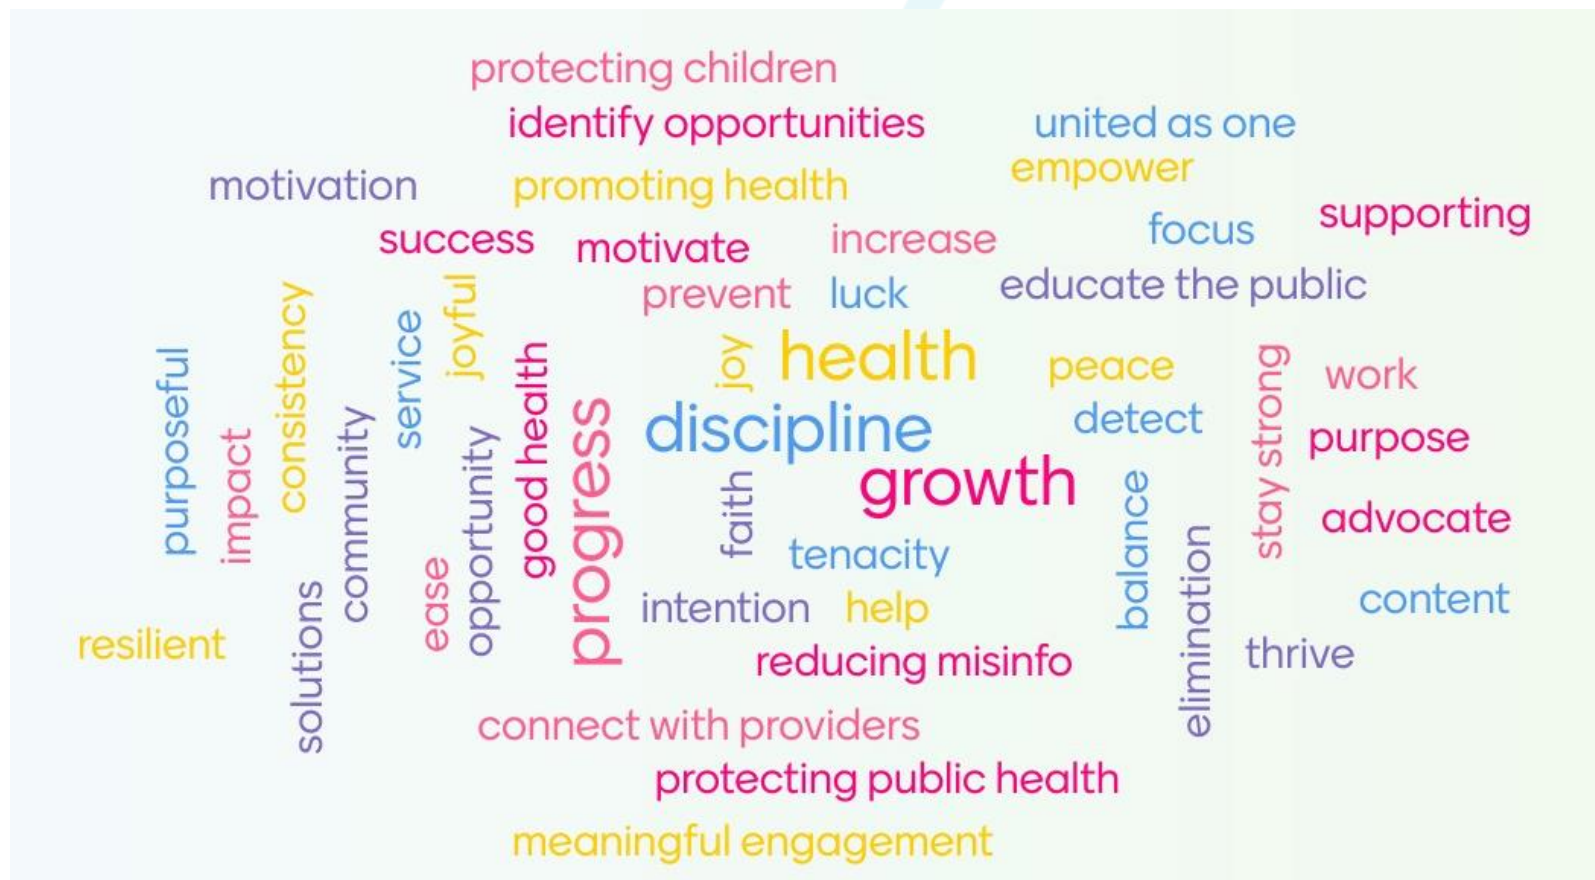 protecting children
identify opportunities
united as one
empower
motivation
promoting health
supporting
focus
success
motivate
increase
prevent
luck
educate the public
joyful
consistency
service
purposeful
joy
health
peace
work
good health
stay strong
discipline
detect
purpose
progress
impact
community
opportunity
growth
faith
balance
advocate
tenacity
elimination
ease
intention
help
content
solutions
resilient
reducing misinfo
thrive
connect with providers
protecting public health
meaningful engagement